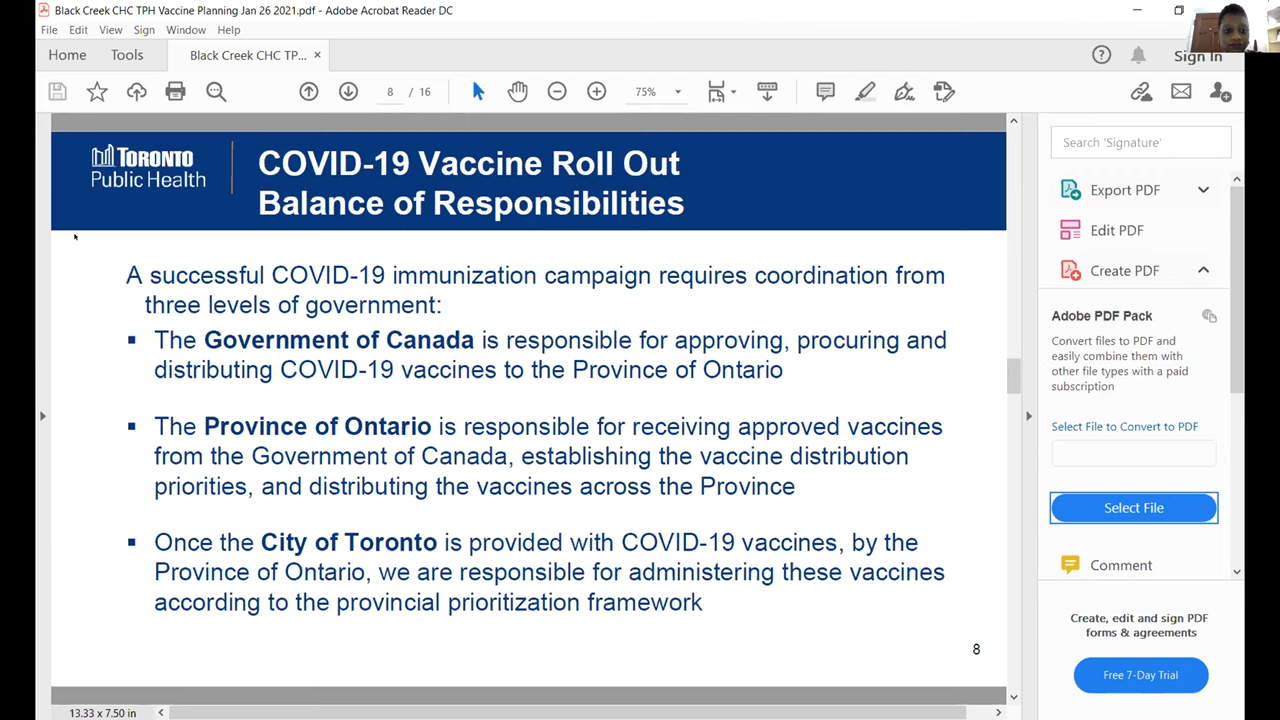 Black Creek CHC TPH Vaccine Planning Jan 26 2021.pdf - Adobe Acrobat Reader DC
File Edit View Sign Window Help
Home Tools Black Creek CHC TP... × Sign In
8 / 16 75%
TORONTO
Public Health
COVID-19 Vaccine Roll Out
Balance of Responsibilities
A successful COVID-19 immunization campaign requires coordination from
three levels of government:
▪ The Government of Canada is responsible for approving, procuring and
distributing COVID-19 vaccines to the Province of Ontario
▪ The Province of Ontario is responsible for receiving approved vaccines
from the Government of Canada, establishing the vaccine distribution
priorities, and distributing the vaccines across the Province
▪ Once the City of Toronto is provided with COVID-19 vaccines, by the
Province of Ontario, we are responsible for administering these vaccines
according to the provincial prioritization framework
8
13.33 x 7.50 in
Search 'Signature'
Export PDF
Edit PDF
Create PDF
Adobe PDF Pack
Convert files to PDF and
easily combine them with
other file types with a paid
subscription
Select File to Convert to PDF
Select File
Comment
Create, edit and sign PDF
forms & agreements
Free 7-Day Trial